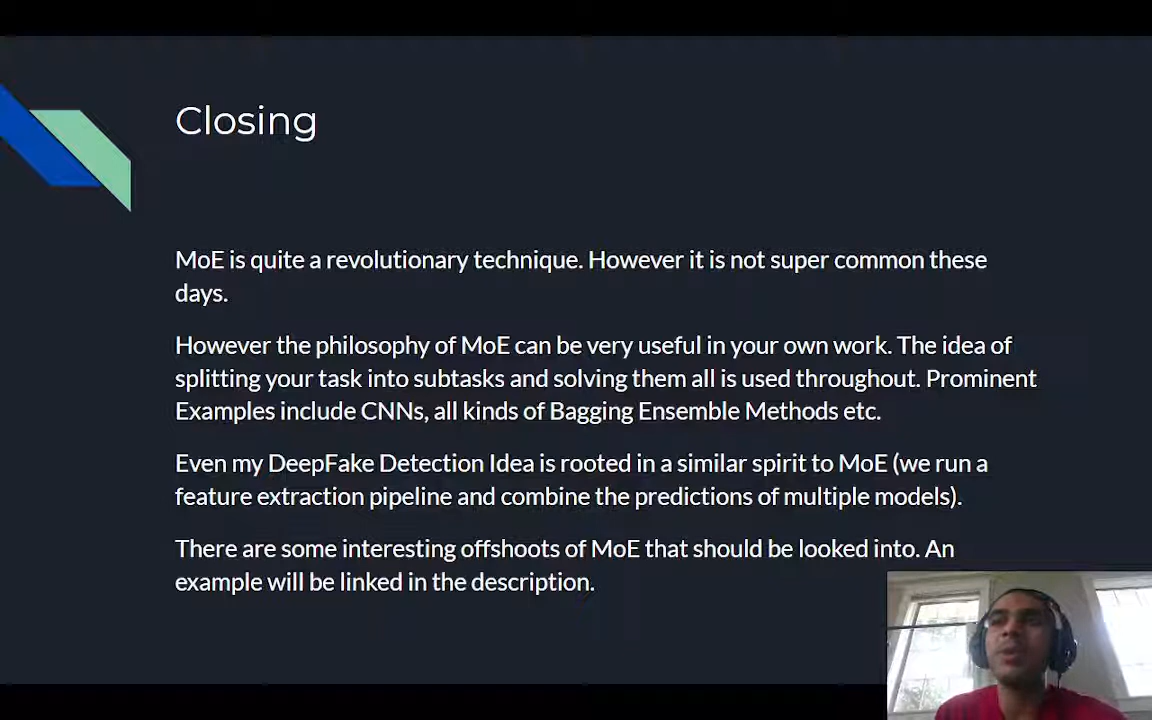 Closing
MoE is quite a revolutionary technique. However it is not super common these
days.
However the philosophy of MoE can be very useful in your own work. The idea of
splitting your task into subtasks and solving them all is used throughout. Prominent
Examples include CNNs, all kinds of Bagging Ensemble Methods etc.
Even my DeepFake Detection Idea is rooted in a similar spirit to MoE (we run a
feature extraction pipeline and combine the predictions of multiple models).
There are some interesting offshoots of MoE that should be looked into. An
example will be linked in the description.